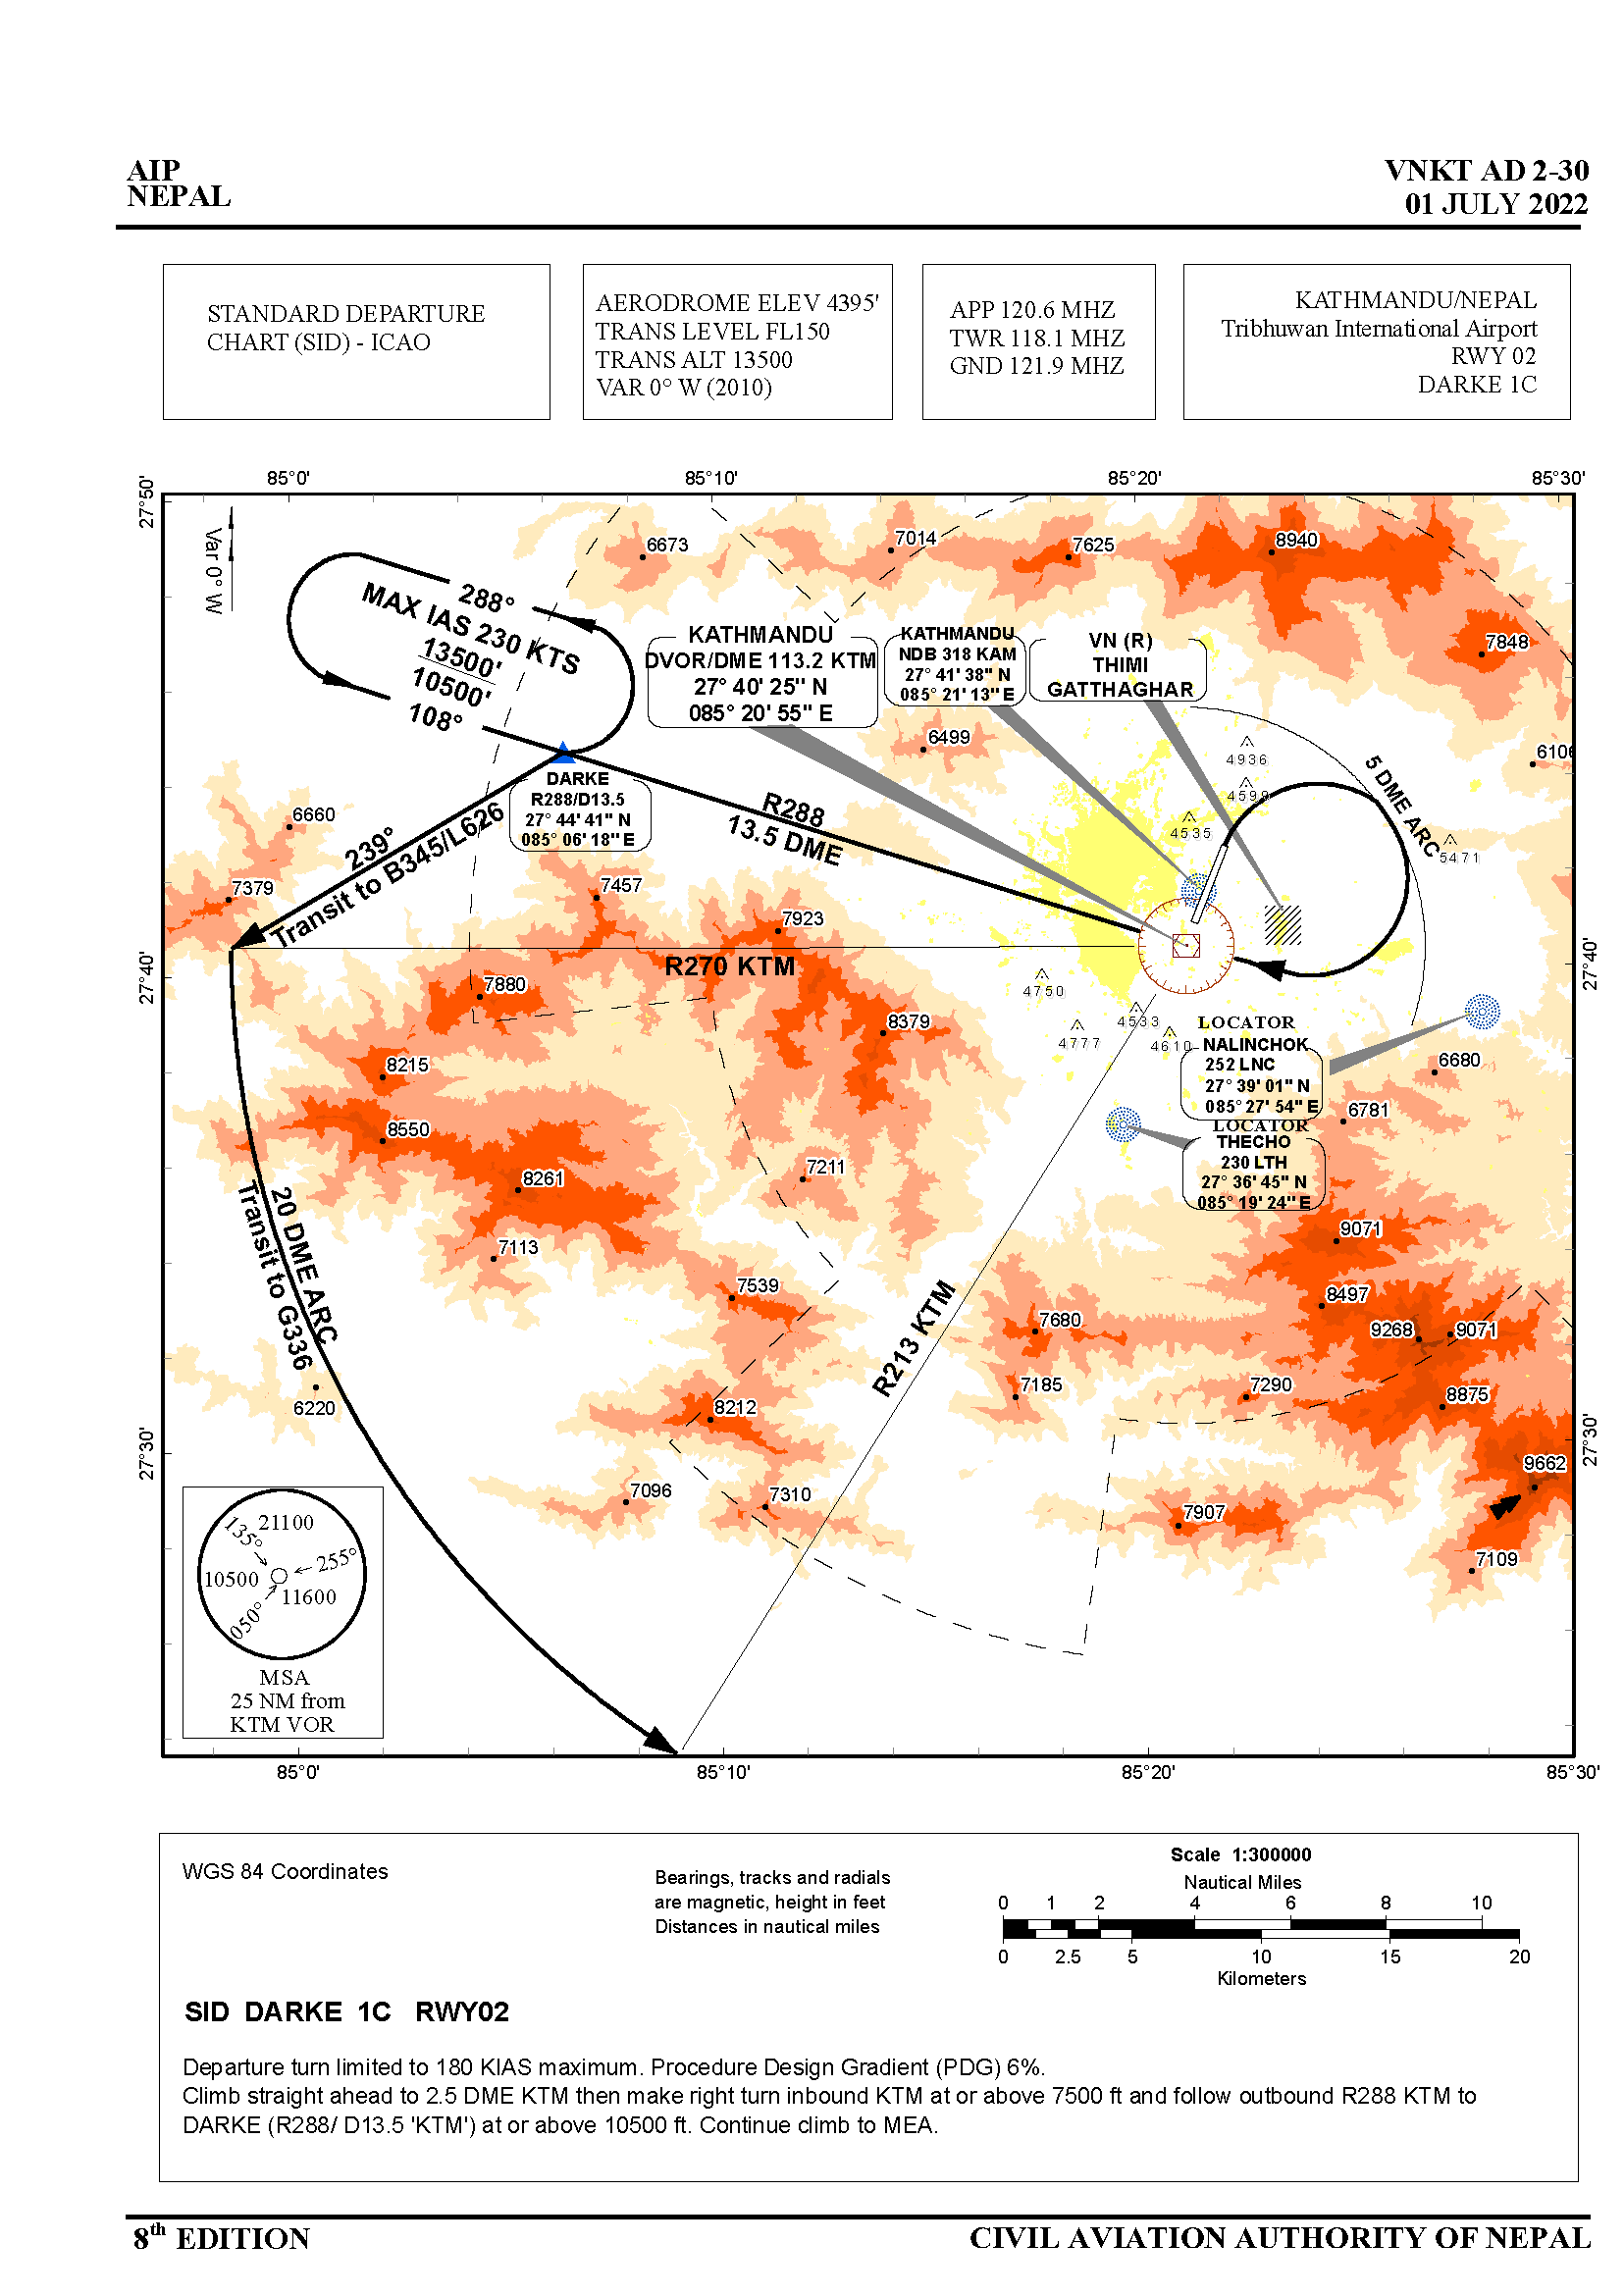 AIP
NEPAL
VNKT AD 2-30
01 JULY 2022
STANDARD DEPARTURE
CHART (SID) - ICAO
AERODROME ELEV 4395'
TRANS LEVEL FL150
TRANS ALT 13500
VAR 0° W (2010)
APP 120.6 MHZ
TWR 118.1 MHZ
GND 121.9 MHZ
KATHMANDU/NEPAL
Tribhuwan International Airport
RWY 02
DARKE 1C
85°0'
85°10'
85°20'
85°30'
27°50'
27°50'
Var 0° W
6673
7014
7625
8940
7848
288°
MAX IAS 230 KTS
13500'
10500'
108°
KATHMANDU
DVOR/DME 113.2 KTM
27° 40' 25" N
085° 20' 55" E
KATHMANDU
NDB 318 KAM
27° 41' 38" N
085° 21' 13" E
VN (R)
THIMI
GATTHAGHAR
6499
4936
4598
4535
6106
5 DME ARC
5471
DARKE
R288/D13.5
27° 44' 41" N
085° 06' 18" E
R288
13.5 DME
6660
239°
Transit to B345/L626
7379
7457
7923
R270 KTM
27°40'
27°40'
7880
8379
4750
4777
4533
4610
LOCATOR
NALINCHOK
252 LNC
27° 39' 01" N
085° 27' 54" E
6680
6781
8215
8550
LOCATOR
THECHO
230 LTH
27° 36' 45" N
085° 19' 24" E
7211
8261
7113
9071
20 DME ARC
Transit to G336
7539
7680
8497
9268
9071
R213 KTM
7185
7290
8875
6220
8212
27°30'
27°30'
9662
7096
7310
7907
7109
21100
135°
255°
10500
11600
050°
MSA
25 NM from
KTM VOR
85°0'
85°10'
85°20'
85°30'
WGS 84 Coordinates
Bearings, tracks and radials
are magnetic, height in feet
Distances in nautical miles
Scale 1:300000
Nautical Miles
0 1 2 4 6 8 10
0 2.5 5 10 15 20
Kilometers
SID DARKE 1C RWY02
Departure turn limited to 180 KIAS maximum. Procedure Design Gradient (PDG) 6%.
Climb straight ahead to 2.5 DME KTM then make right turn inbound KTM at or above 7500 ft and follow outbound R288 KTM to
DARKE (R288/ D13.5 'KTM') at or above 10500 ft. Continue climb to MEA.
8th EDITION
CIVIL AVIATION AUTHORITY OF NEPAL